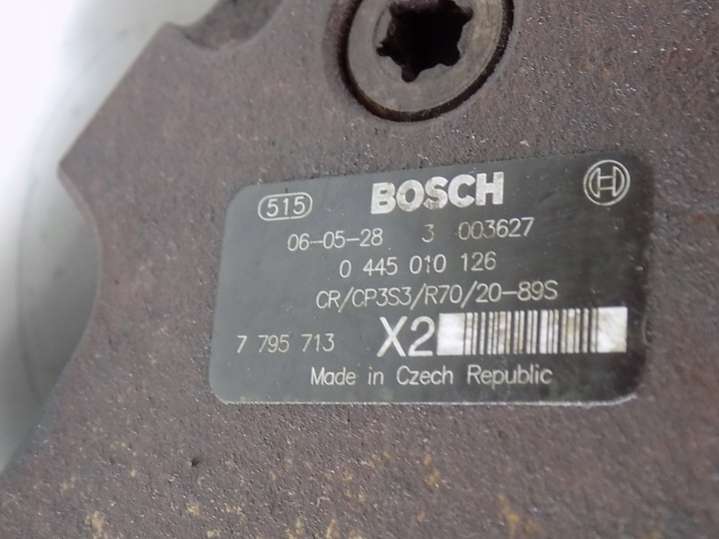 515 BOSCH
06-05-28 3 003627
0 445 010 126
CR/CP3S3/R70/20-89S
7 795 713 X2
Made in Czech Republic